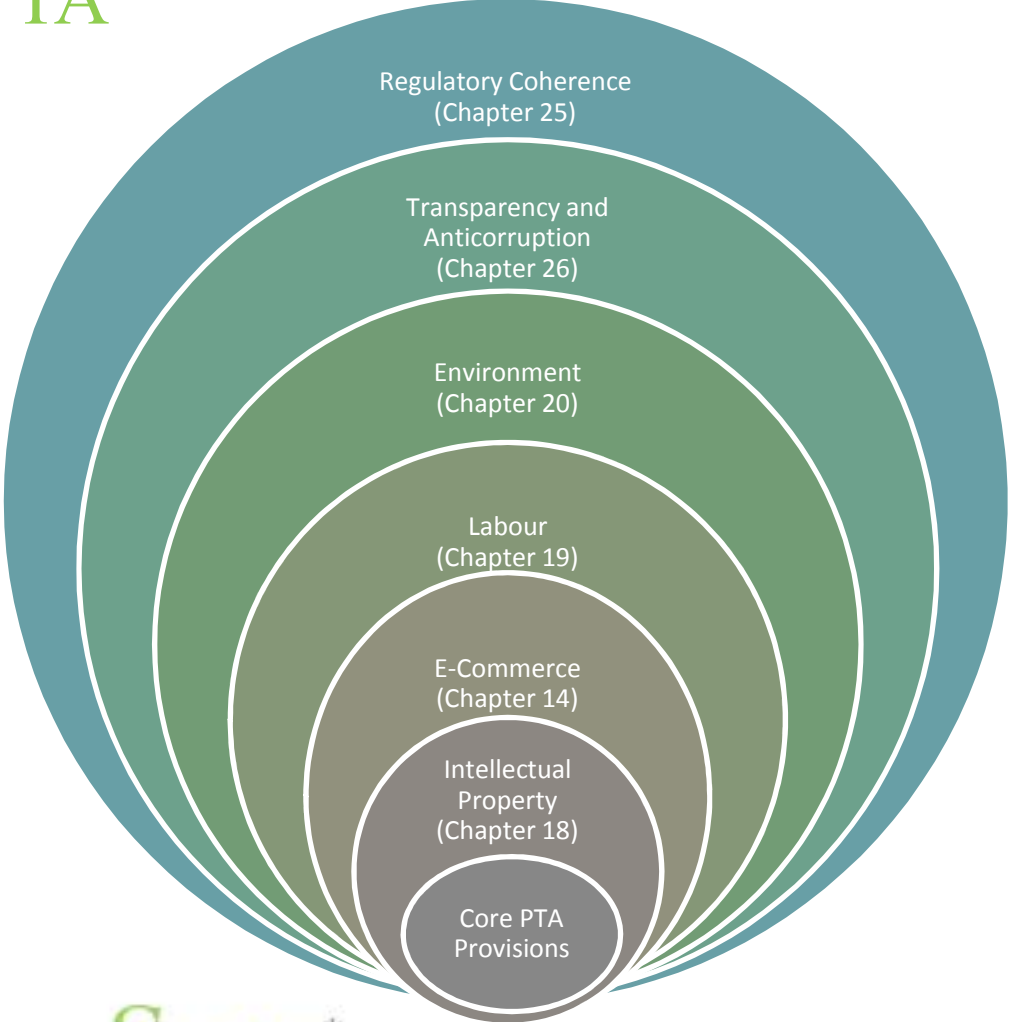 TA
Regulatory Coherence
(Chapter 25)
Transparency and
Anticorruption
(Chapter 26)
Environment
(Chapter 20)
Labour
(Chapter 19)
E-Commerce
(Chapter 14)
Intellectual
Property
(Chapter 18)
Core PTA
Provisions